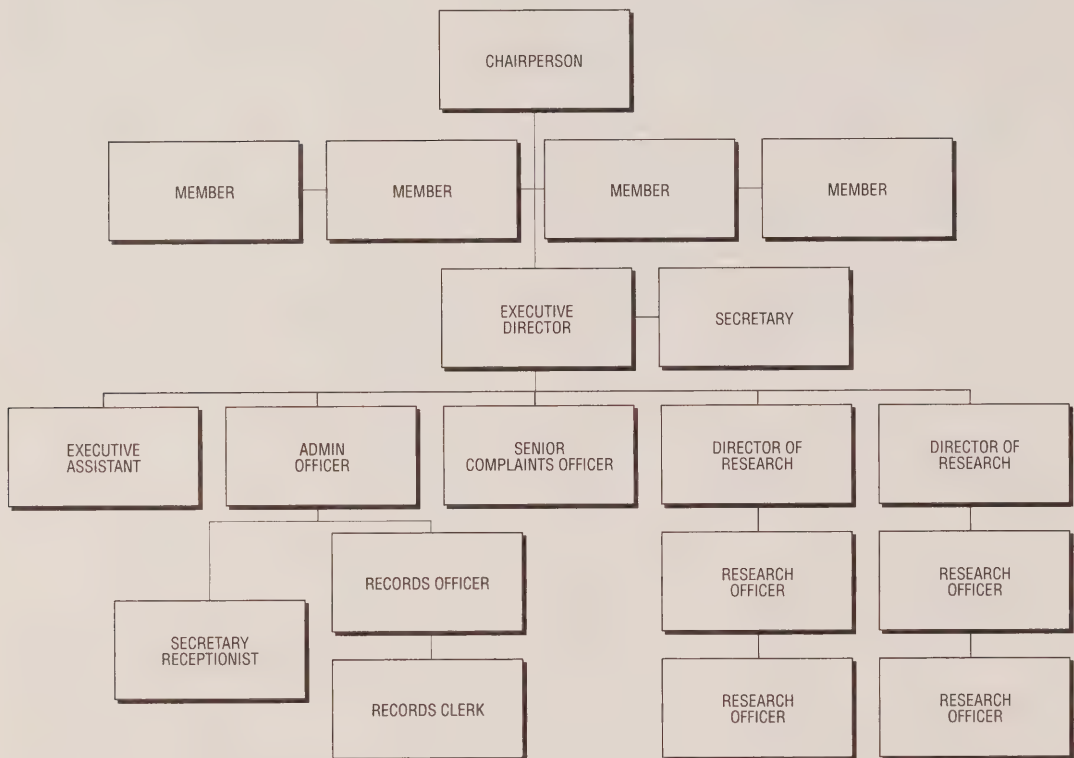 CHAIRPERSON
MEMBER
MEMBER
MEMBER
MEMBER
EXECUTIVE
DIRECTOR
SECRETARY
EXECUTIVE
ASSISTANT
ADMIN
OFFICER
SENIOR
COMPLAINTS OFFICER
DIRECTOR OF
RESEARCH
DIRECTOR OF
RESEARCH
SECRETARY
RECEPTIONIST
RECORDS OFFICER
RESEARCH
OFFICER
RESEARCH
OFFICER
RECORDS CLERK
RESEARCH
OFFICER
RESEARCH
OFFICER